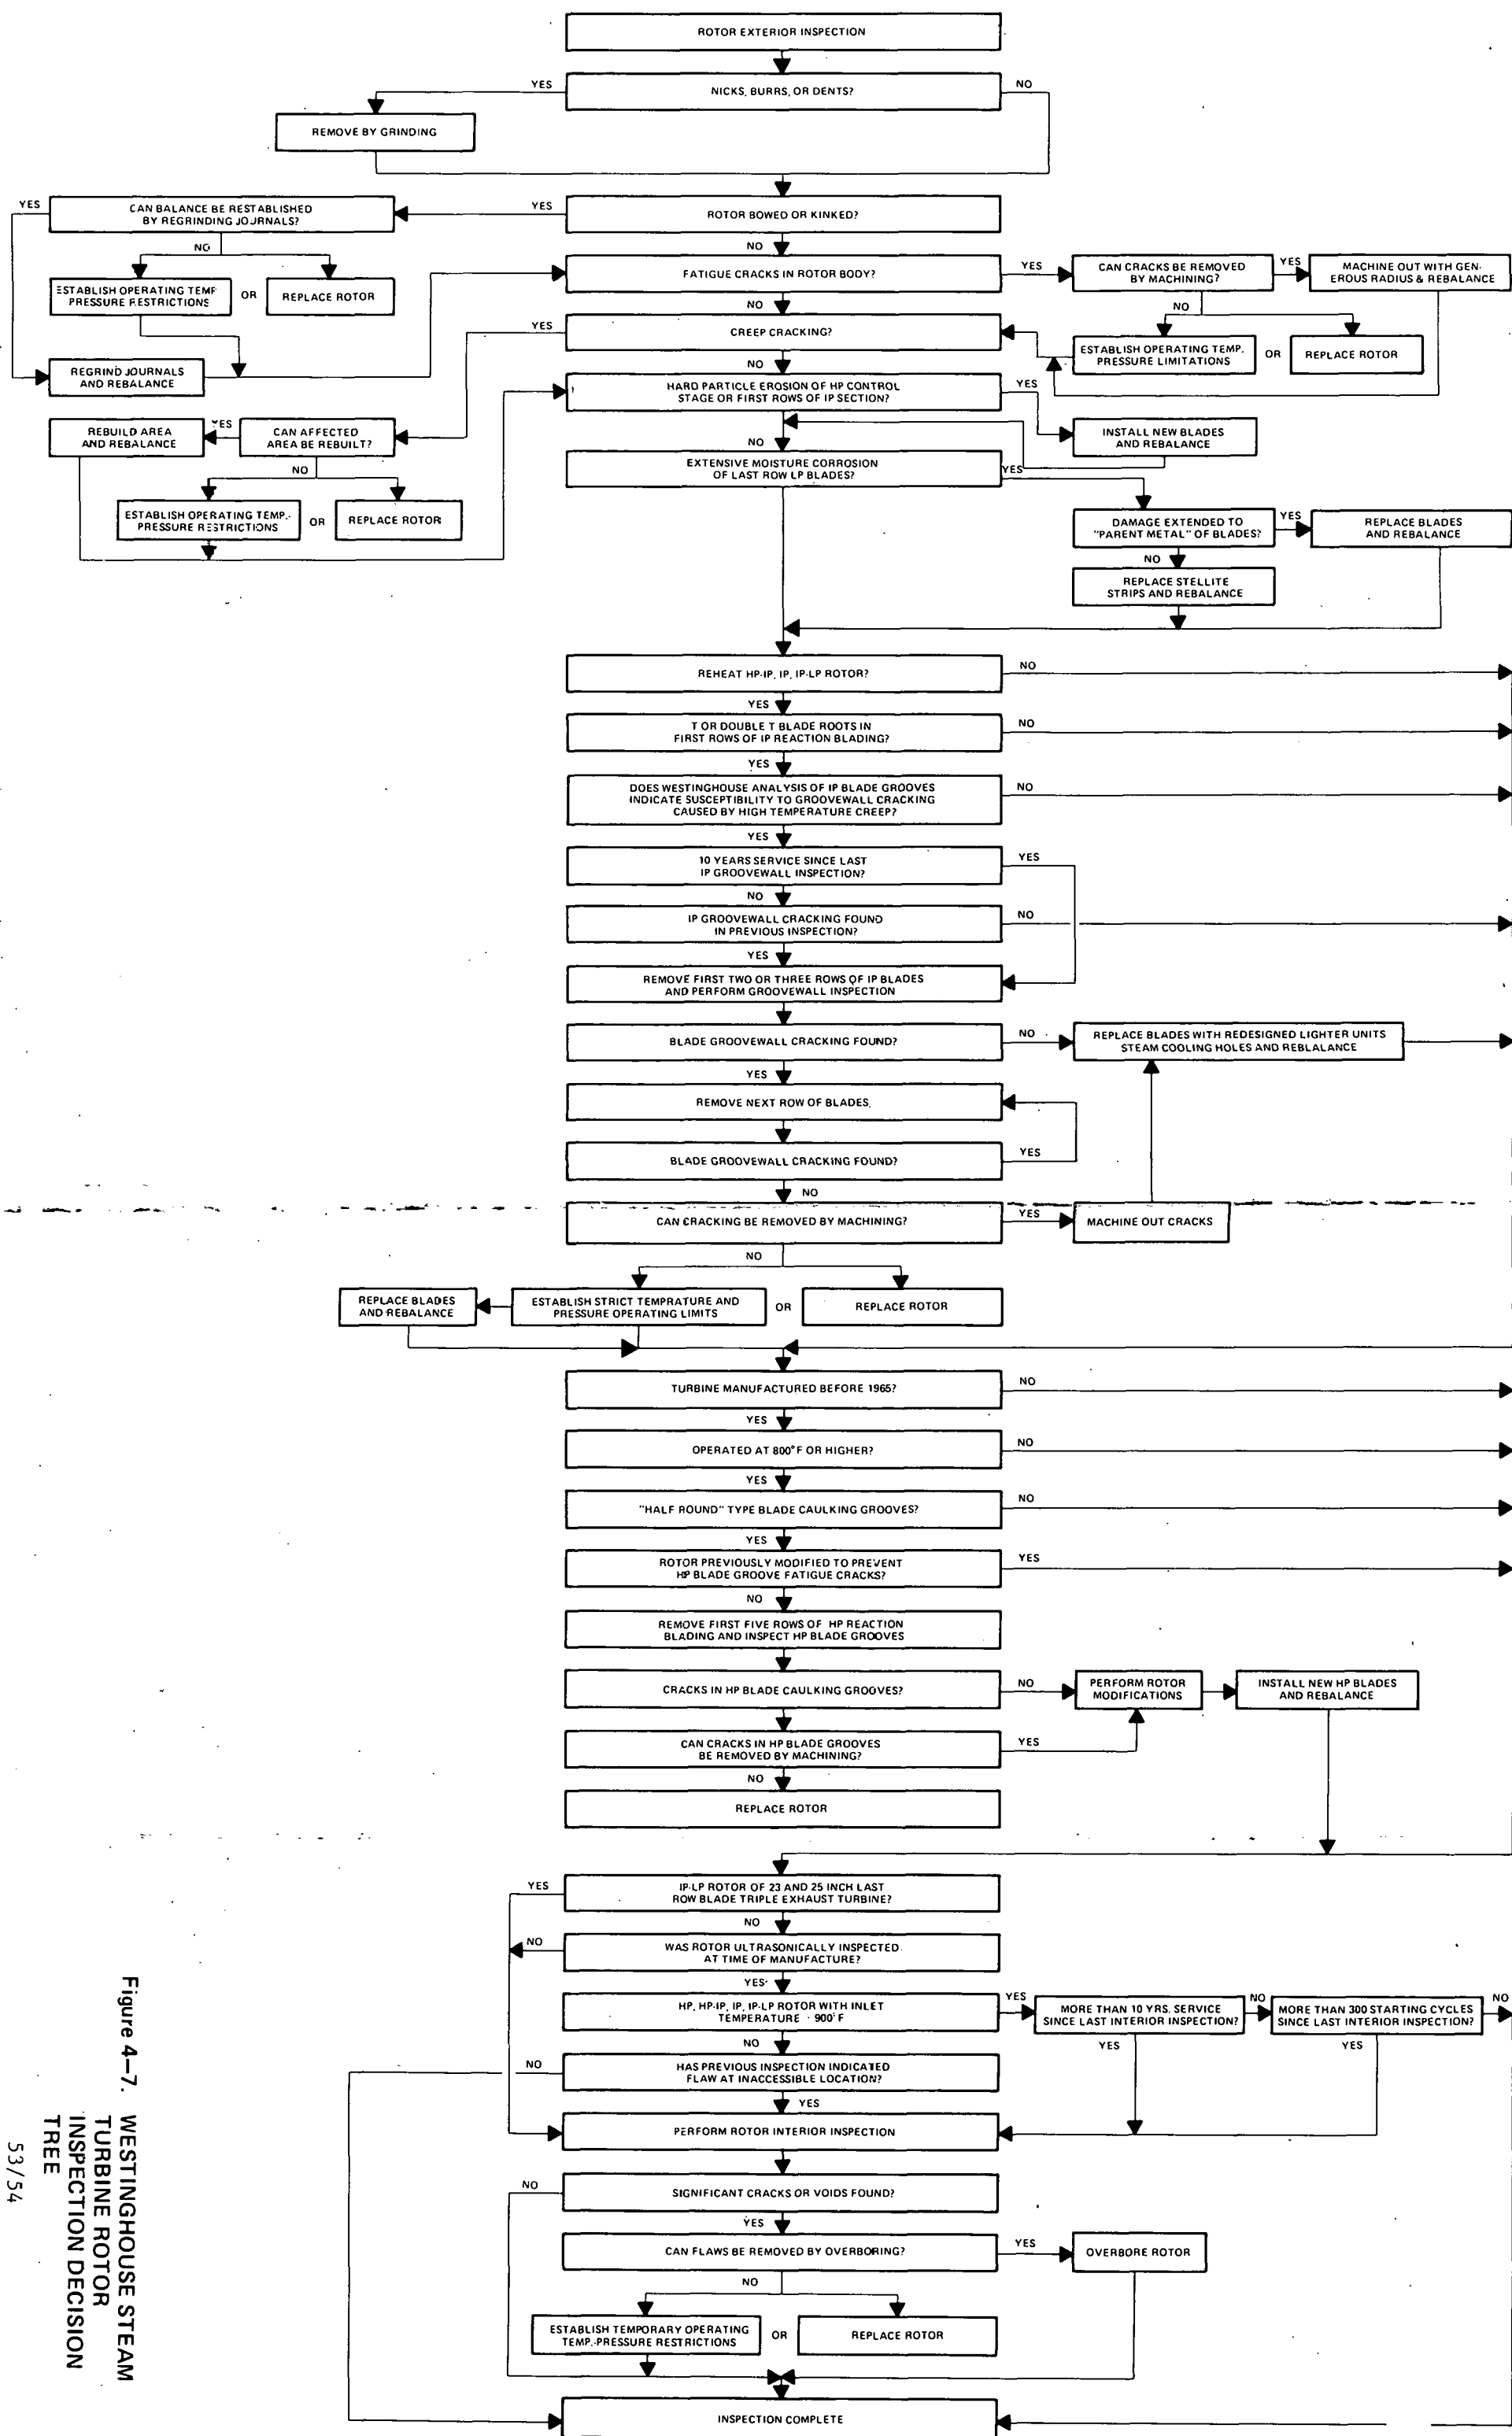 ROTOR EXTERIOR INSPECTION
YES
NICKS, BURRS, OR DENTS?
NO
REMOVE BY GRINDING
YES
CAN BALANCE BE RESTABLISHED
BY REGRINDING JOURNALS?
YES
ROTOR BOWED OR KINKED?
NO
NO
ESTABLISH OPERATING TEMP
PRESSURE RESTRICTIONS
OR
REPLACE ROTOR
FATIGUE CRACKS IN ROTOR BODY?
YES
CAN CRACKS BE REMOVED
BY MACHINING?
YES
MACHINE OUT WITH GEN-
EROUS RADIUS & REBALANCE
NO
NO
YES
CREEP CRACKING?
ESTABLISH OPERATING TEMP.
PRESSURE LIMITATIONS
OR
REPLACE ROTOR
NO
REGRIND JOURNALS
AND REBALANCE
HARD PARTICLE EROSION OF HP CONTROL
STAGE OR FIRST ROWS OF IP SECTION?
YES
REBUILD AREA
AND REBALANCE
YES
CAN AFFECTED
AREA BE REBUILT?
NO
INSTALL NEW BLADES
AND REBALANCE
NO
EXTENSIVE MOISTURE CORROSION
OF LAST ROW LP BLADES?
YES
ESTABLISH OPERATING TEMP.-
PRESSURE RESTRICTIONS
OR
REPLACE ROTOR
DAMAGE EXTENDED TO
"PARENT METAL" OF BLADES?
YES
REPLACE BLADES
AND REBALANCE
NO
REPLACE STELLITE
STRIPS AND REBALANCE
REHEAT HP-IP, IP, IP-LP ROTOR?
NO
YES
T OR DOUBLE T BLADE ROOTS IN
FIRST ROWS OF IP REACTION BLADING?
NO
YES
DOES WESTINGHOUSE ANALYSIS OF IP BLADE GROOVES
INDICATE SUSCEPTIBILITY TO GROOVEWALL CRACKING
CAUSED BY HIGH TEMPERATURE CREEP?
NO
YES
10 YEARS SERVICE SINCE LAST
IP GROOVEWALL INSPECTION?
YES
NO
IP GROOVEWALL CRACKING FOUND
IN PREVIOUS INSPECTION?
NO
YES
REMOVE FIRST TWO OR THREE ROWS OF IP BLADES
AND PERFORM GROOVEWALL INSPECTION
BLADE GROOVEWALL CRACKING FOUND?
NO
REPLACE BLADES WITH REDESIGNED LIGHTER UNITS
STEAM COOLING HOLES AND REBLALANCE
YES
REMOVE NEXT ROW OF BLADES
BLADE GROOVEWALL CRACKING FOUND?
YES
NO
CAN CRACKING BE REMOVED BY MACHINING?
YES
MACHINE OUT CRACKS
NO
REPLACE BLADES
AND REBALANCE
ESTABLISH STRICT TEMPRATURE AND
PRESSURE OPERATING LIMITS
OR
REPLACE ROTOR
TURBINE MANUFACTURED BEFORE 1965?
NO
YES
OPERATED AT 800°F OR HIGHER?
NO
YES
"HALF ROUND" TYPE BLADE CAULKING GROOVES?
NO
YES
ROTOR PREVIOUSLY MODIFIED TO PREVENT
HP BLADE GROOVE FATIGUE CRACKS?
YES
NO
REMOVE FIRST FIVE ROWS OF HP REACTION
BLADING AND INSPECT HP BLADE GROOVES
CRACKS IN HP BLADE CAULKING GROOVES?
NO
PERFORM ROTOR
MODIFICATIONS
INSTALL NEW HP BLADES
AND REBALANCE
CAN CRACKS IN HP BLADE GROOVES
BE REMOVED BY MACHINING?
YES
NO
REPLACE ROTOR
YES
IP-LP ROTOR OF 23 AND 25 INCH LAST
ROW BLADE TRIPLE EXHAUST TURBINE?
NO
NO
WAS ROTOR ULTRASONICALLY INSPECTED
AT TIME OF MANUFACTURE?
YES
HP, HP-IP, IP, IP-LP ROTOR WITH INLET
TEMPERATURE 900°F
YES
MORE THAN 10 YRS. SERVICE
SINCE LAST INTERIOR INSPECTION?
NO
MORE THAN 300 STARTING CYCLES
SINCE LAST INTERIOR INSPECTION?
NO
NO
YES
YES
NO
HAS PREVIOUS INSPECTION INDICATED
FLAW AT INACCESSIBLE LOCATION?
YES
PERFORM ROTOR INTERIOR INSPECTION
NO
SIGNIFICANT CRACKS OR VOIDS FOUND?
YES
CAN FLAWS BE REMOVED BY OVERBORING?
YES
OVERBORE ROTOR
NO
ESTABLISH TEMPORARY OPERATING
TEMP.-PRESSURE RESTRICTIONS
OR
REPLACE ROTOR
INSPECTION COMPLETE
Figure 4–7. WESTINGHOUSE STEAM
TURBINE ROTOR
INSPECTION DECISION
TREE
53/54